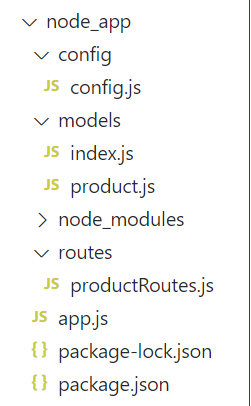 node_app
config
JS config.js
models
JS index.js
JS product.js
node_modules
routes
JS productRoutes.js
JS app.js
{} package-lock.json
{} package.json